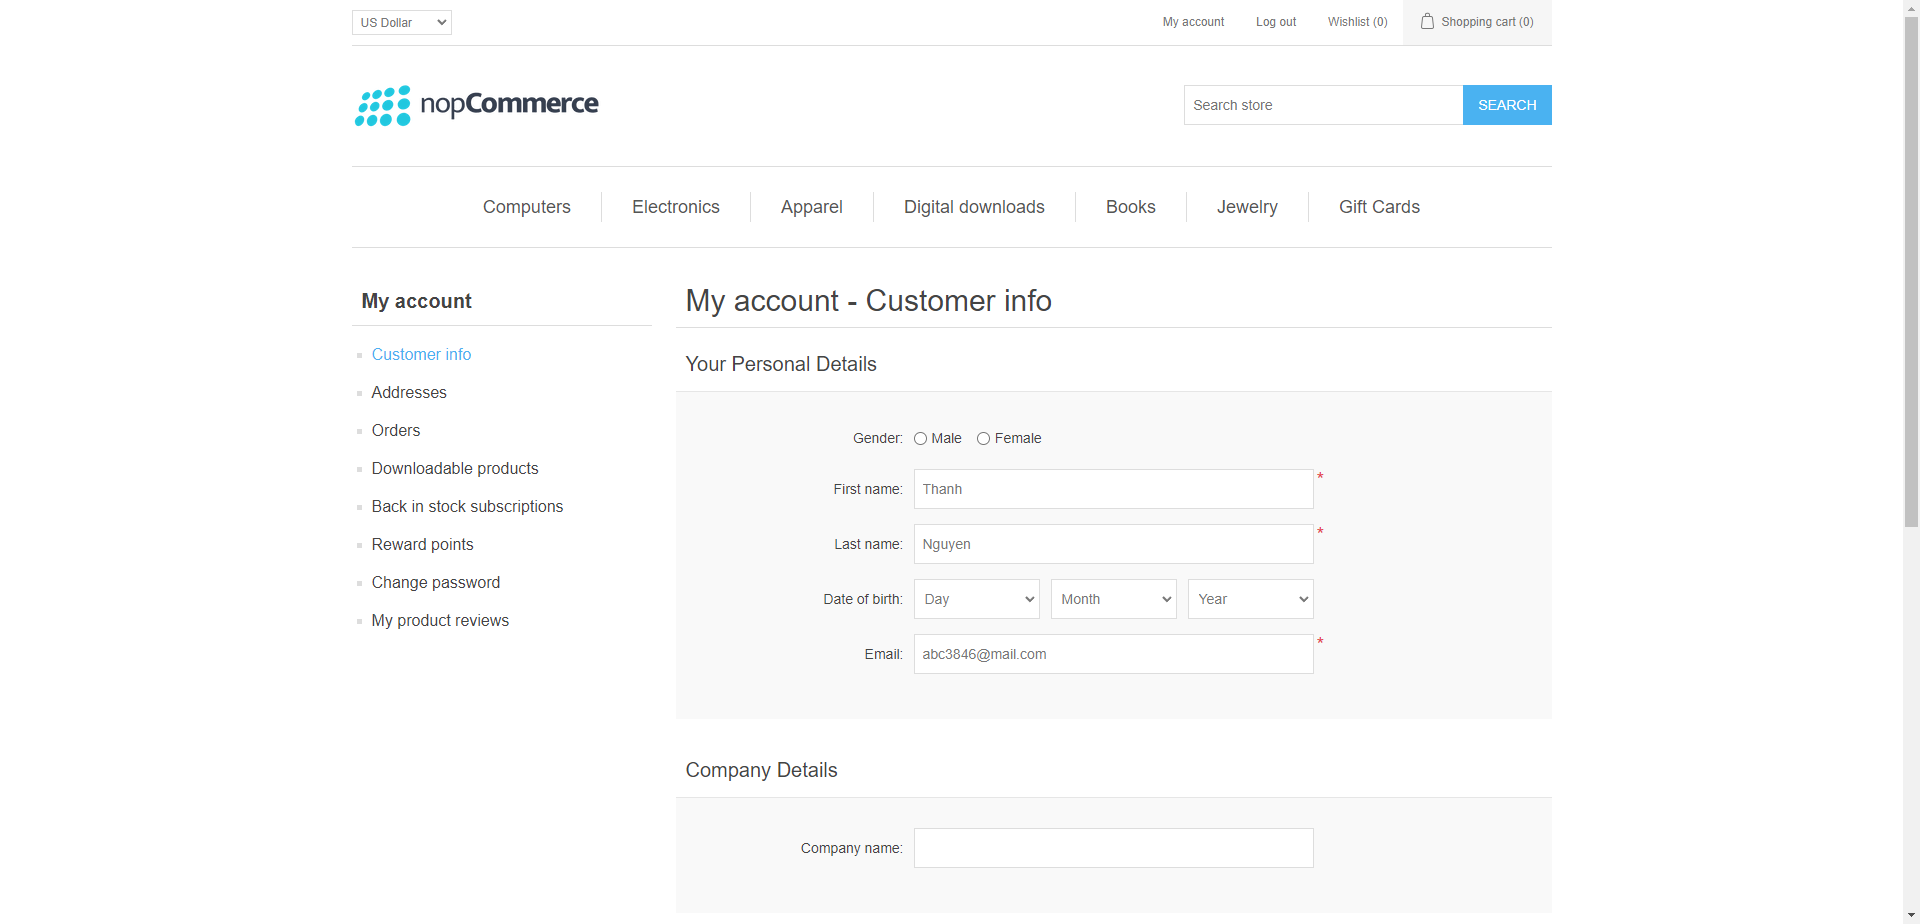 US Dollar
My account
Log out
Wishlist (0)
Shopping cart (0)
nopCommerce
Search store
SEARCH
Computers
Electronics
Apparel
Digital downloads
Books
Jewelry
Gift Cards
My account
Customer info
Addresses
Orders
Downloadable products
Back in stock subscriptions
Reward points
Change password
My product reviews
My account - Customer info
Your Personal Details
Gender: Male Female
First name: Thanh *
Last name: Nguyen *
Date of birth: Day Month Year
Email: abc3846@mail.com *
Company Details
Company name: